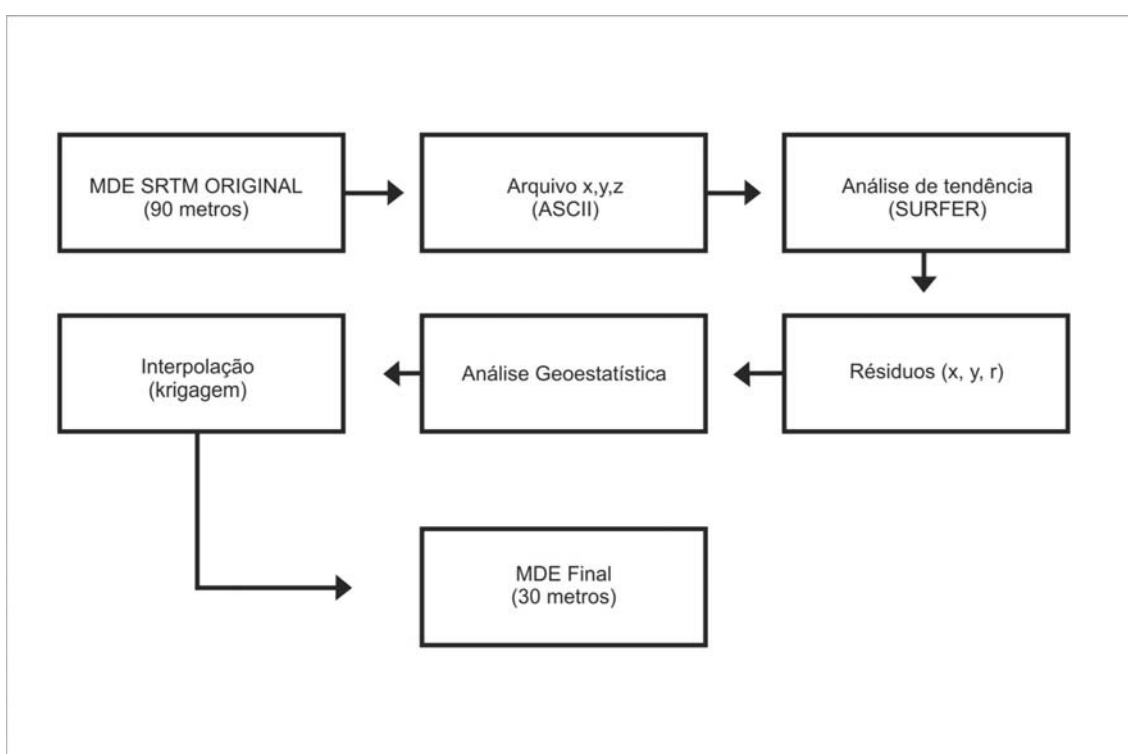 MDE SRTM ORIGINAL
(90 metros)
Arquivo x,y,z
(ASCII)
Análise de tendência
(SURFER)
Résiduos (x, y, r)
Análise Geoestatística
Interpolação
(krigagem)
MDE Final
(30 metros)